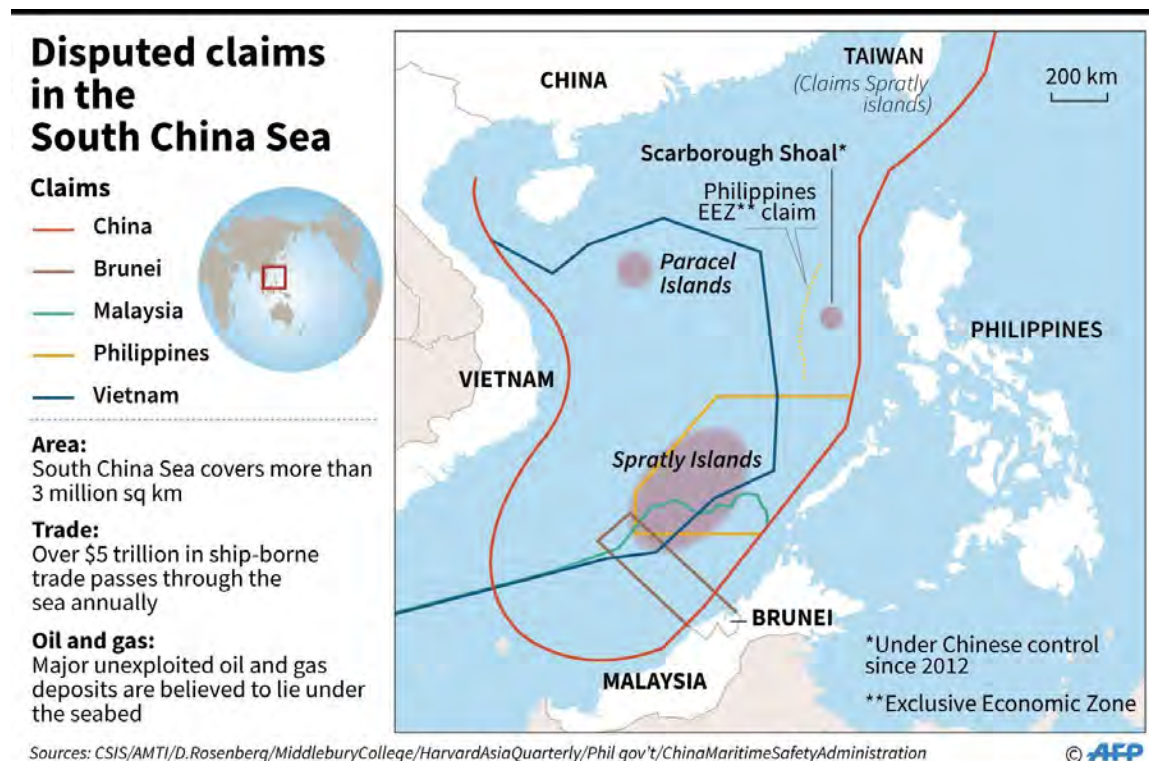 Disputed claims
in the
South China Sea
Claims
China
Brunei
Malaysia
Philippines
Vietnam
Area:
South China Sea covers more than
3 million sq km
Trade:
Over $5 trillion in ship-borne
trade passes through the
sea annually
Oil and gas:
Major unexploited oil and gas
deposits are believed to lie under
the seabed
CHINA
TAIWAN
(Claims Spratly
islands)
200 km
Scarborough Shoal*
Philippines
EEZ** claim
Paracel
Islands
PHILIPPINES
VIETNAM
Spratly Islands
BRUNEI
MALAYSIA
*Under Chinese control
since 2012
**Exclusive Economic Zone
Sources: CSIS/AMTI/D.Rosenberg/MiddleburyCollege/HarvardAsiaQuarterly/Phil gov't/ChinaMaritimeSafetyAdministration
© AFP